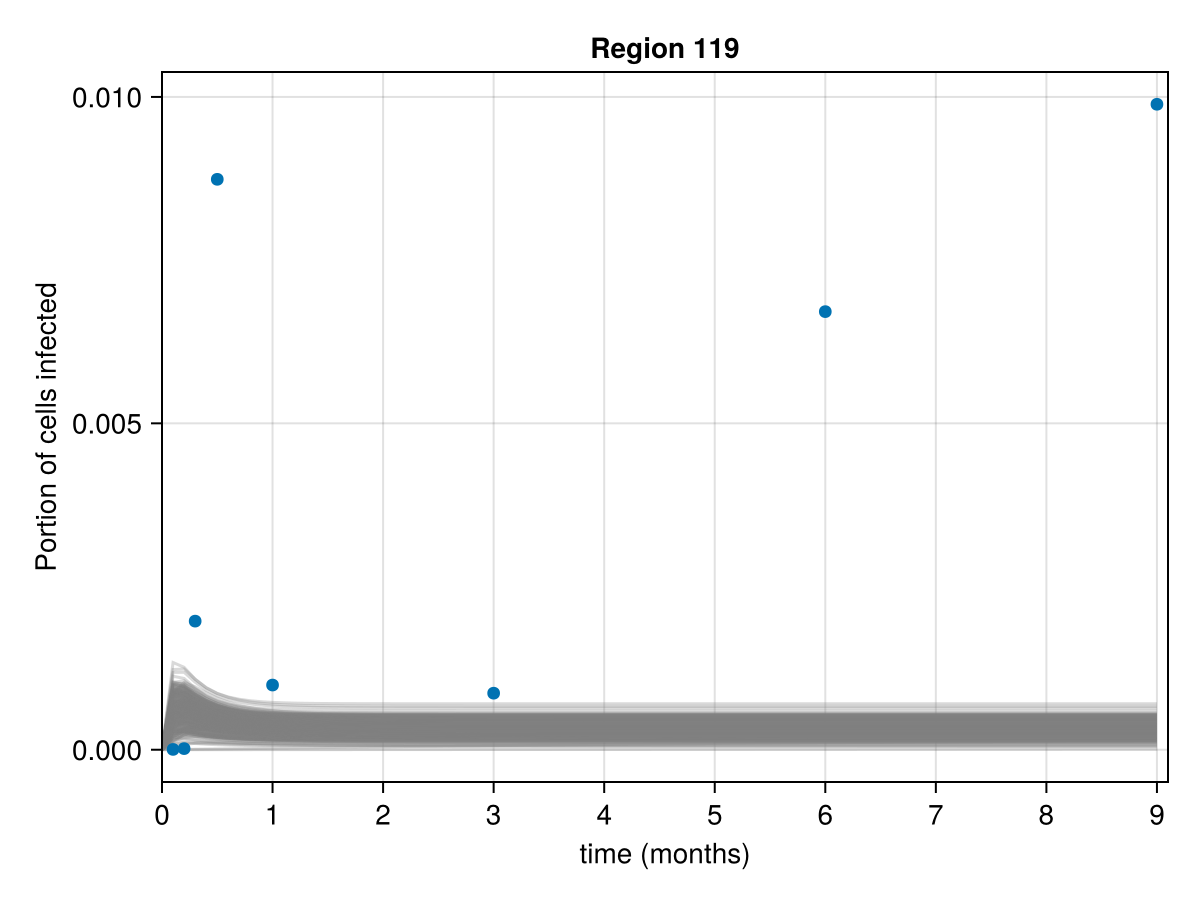 Region 119
0.010
0.005
0.000
Portion of cells infected
0 1 2 3 4 5 6 7 8 9
time (months)